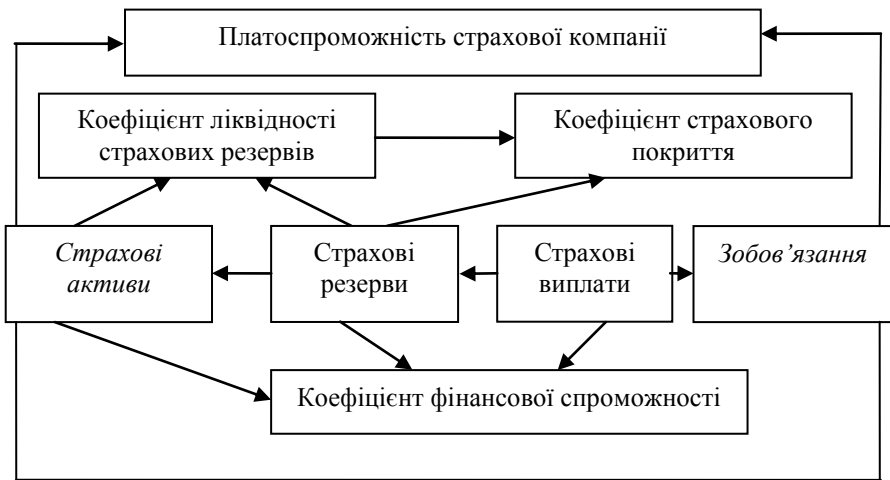 Платоспроможність страхової компанії
Коефіцієнт ліквідності
страхових резервів
Коефіцієнт страхового
покриття
Страхові
активи
Страхові
резерви
Страхові
виплати
Зобов’язання
Коефіцієнт фінансової спроможності